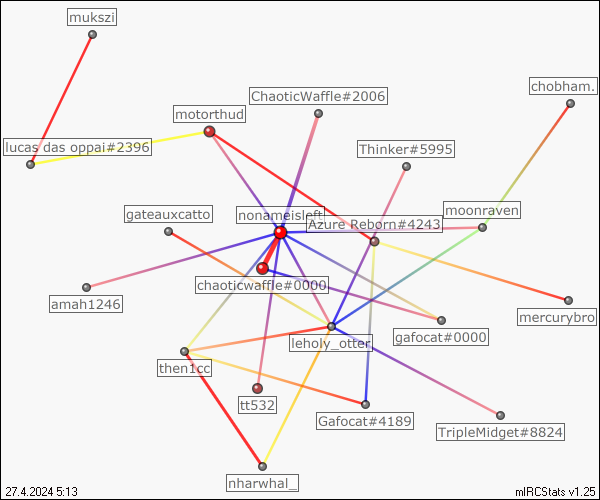 mukszi
chobham.
ChaoticWaffle#2006
motorthud
lucas das oppai#2396
Thinker#5995
gateauxcatto
nonameisleft
moonraven
Azure Reborn#4243
chaoticwaffle#0000
amah1246
mercurybro
gafocat#0000
leholy_otter
then1cc
tt532
Gafocat#4189
TripleMidget#8824
nharwhal_
27.4.2024 5:13
mIRCStats v1.25